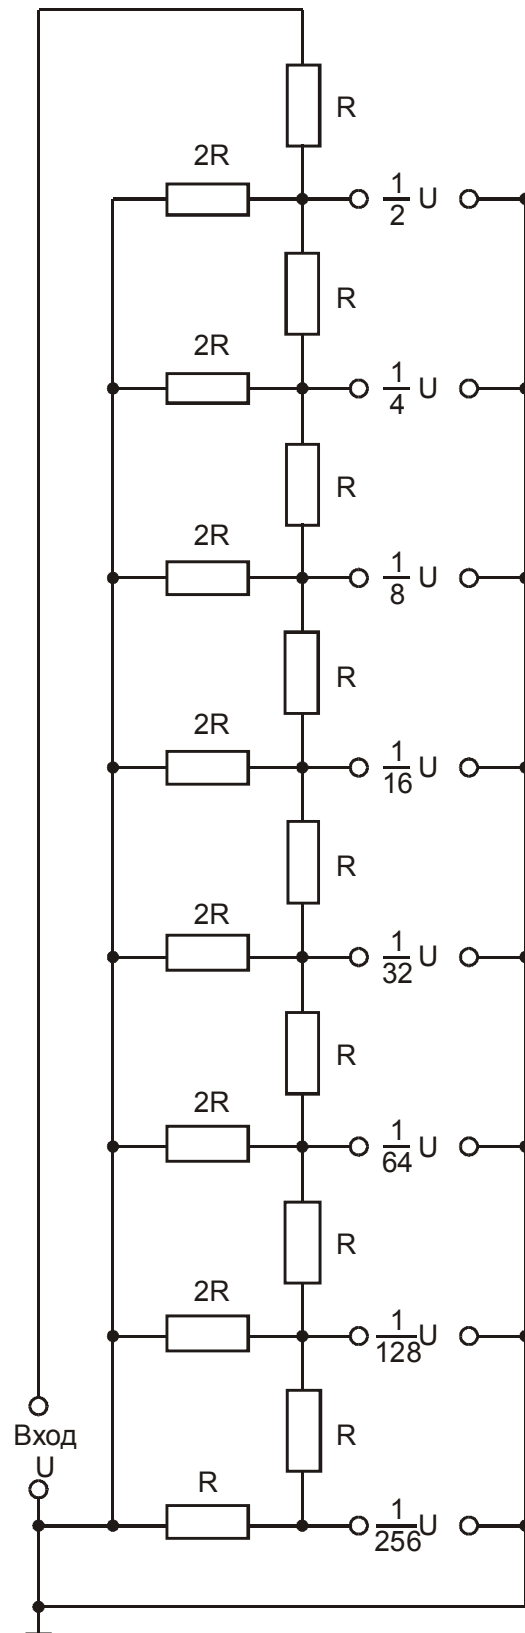 R
2R
1/2 U
R
2R
1/4 U
R
2R
1/8 U
R
2R
1/16 U
R
2R
1/32 U
R
2R
1/64 U
R
2R
1/128 U
R
Вход
U
R
1/256 U